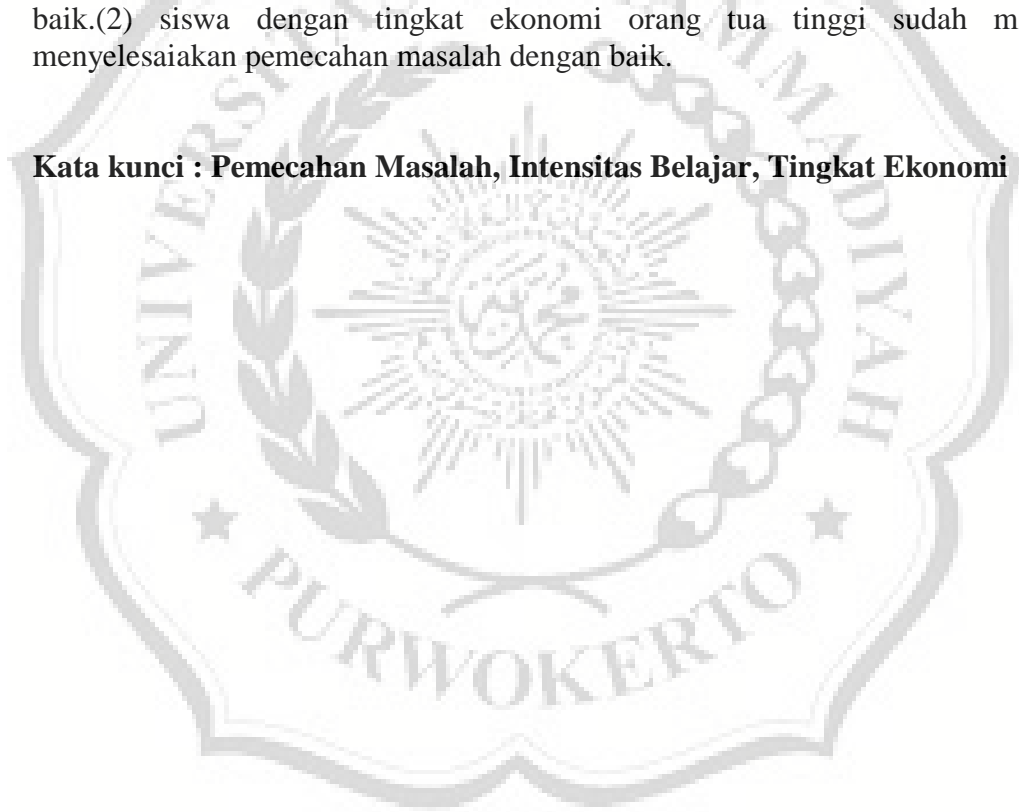 baik.(2) siswa dengan tingkat ekonomi orang tua tinggi sudah m
menyelesaiakan pemecahan masalah dengan baik.
Kata kunci : Pemecahan Masalah, Intensitas Belajar, Tingkat Ekonomi
PURWOKERTO